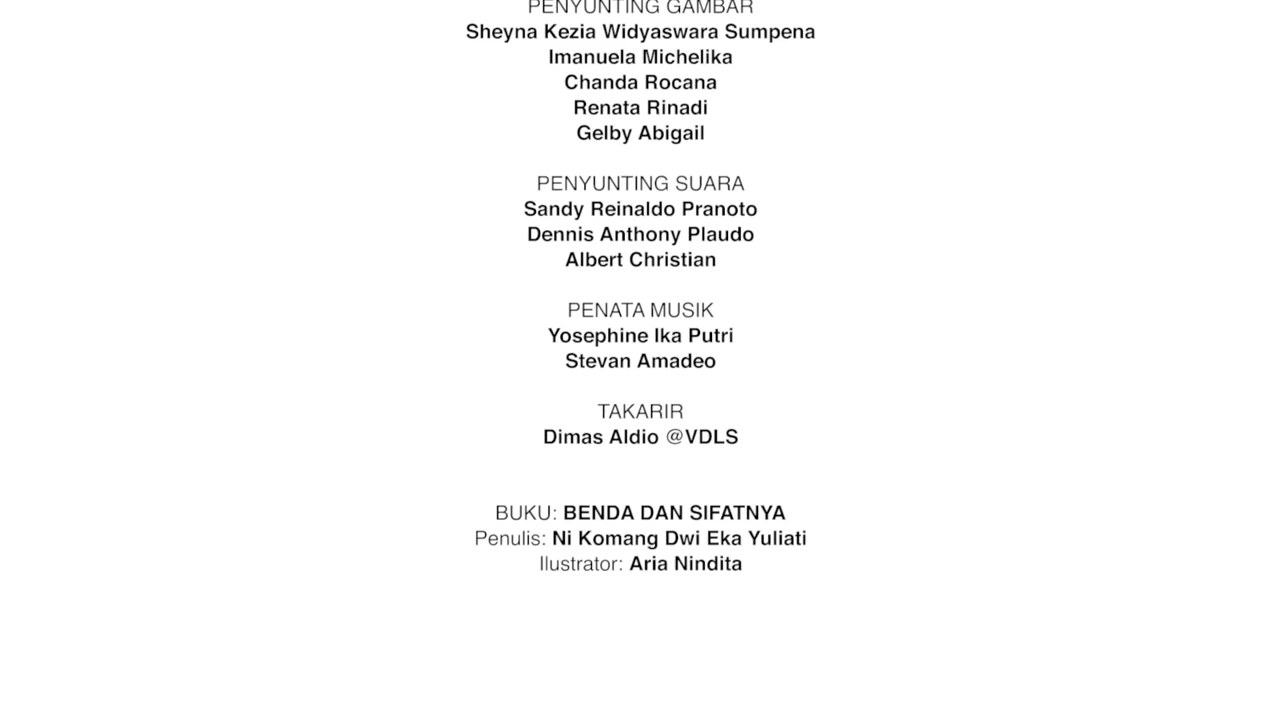 PENYUNTING GAMBAR
Sheyna Kezia Widyaswara Sumpena
Imanuela Michelika
Chanda Rocana
Renata Rinadi
Gelby Abigail
PENYUNTING SUARA
Sandy Reinaldo Pranoto
Dennis Anthony Plaudo
Albert Christian
PENATA MUSIK
Yosephine Ika Putri
Stevan Amadeo
TAKARIR
Dimas Aldio @VDLS
BUKU: BENDA DAN SIFATNYA
Penulis: Ni Komang Dwi Eka Yuliati
Ilustrator: Aria Nindita